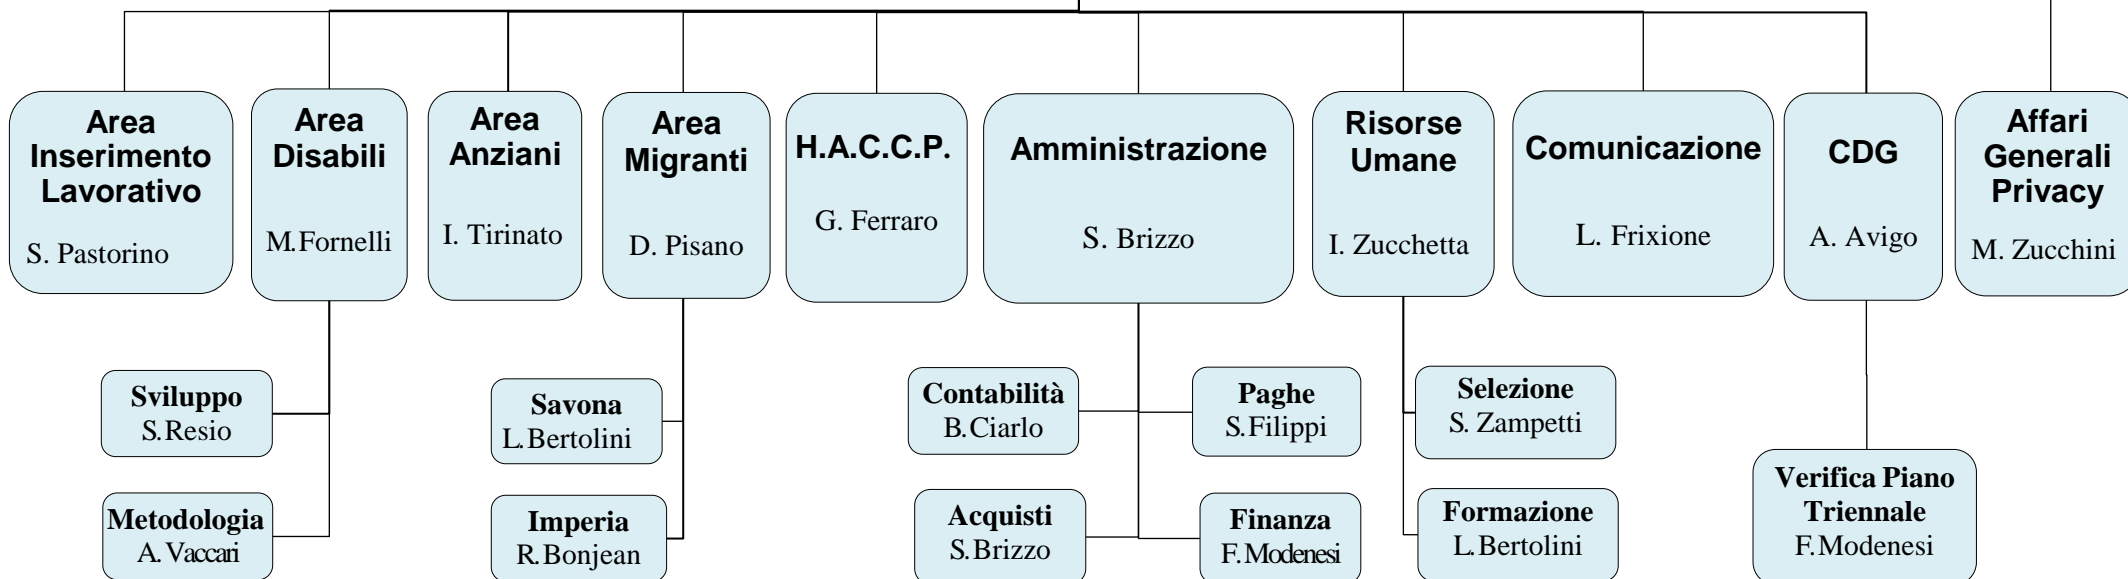 Area
Inserimento
Lavorativo
S. Pastorino
Area
Disabili
M.Fornelli
Area
Anziani
I. Tirinato
Area
Migranti
D. Pisano
H.A.C.C.P.
G. Ferraro
Amministrazione
S. Brizzo
Risorse
Umane
I. Zucchetta
Comunicazione
L. Frixione
CDG
A. Avigo
Affari
Generali
Privacy
M. Zucchini
Sviluppo
S.Resio
Metodologia
A. Vaccari
Savona
L.Bertolini
Imperia
R.Bonjean
Contabilità
B.Ciarlo
Paghe
S.Filippi
Acquisti
S.Brizzo
Finanza
F.Modenesi
Selezione
S. Zampetti
Formazione
L.Bertolini
Verifica Piano
Triennale
F.Modenesi